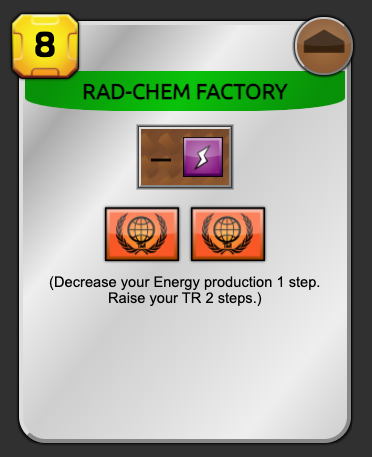 8
RAD-CHEM FACTORY
–
(Decrease your Energy production 1 step.
Raise your TR 2 steps.)